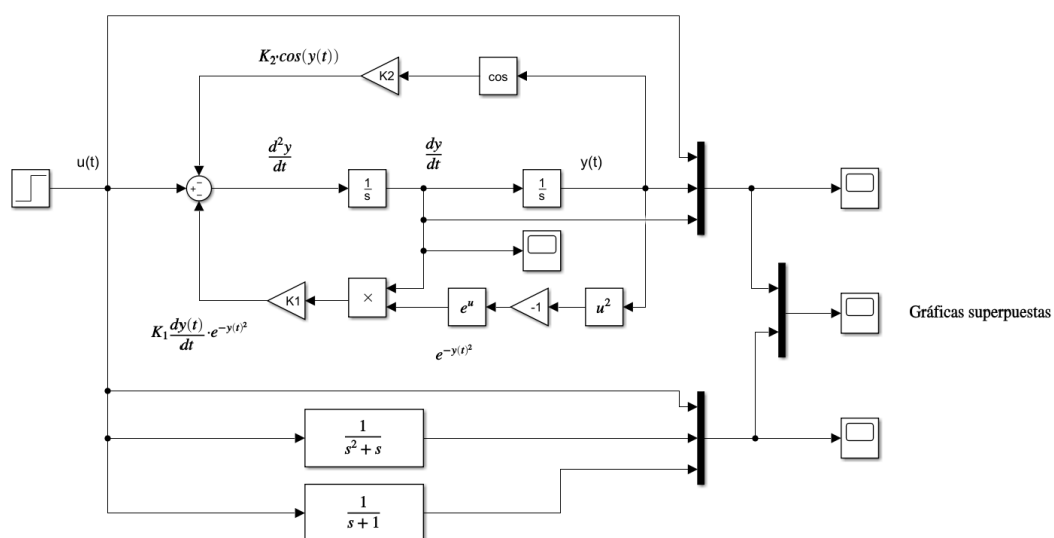 K₂·cos(y(t))
K2
cos
u(t)
d²y
dt
dy
dt
y(t)
+
−
−
1
s
1
s
K1
×
eᵘ
-1
u²
K₁ dy(t)/dt ·e^{-y(t)²}
e^{-y(t)²}
Gráficas superpuestas
1
s² + s
1
s + 1